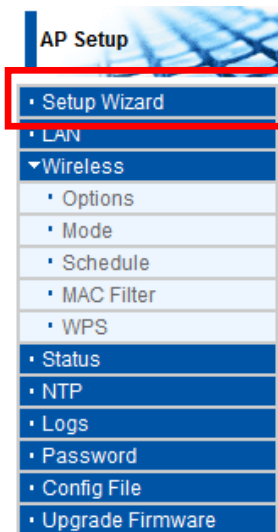 AP Setup
Setup Wizard
LAN
Wireless
Options
Mode
Schedule
MAC Filter
WPS
Status
NTP
Logs
Password
Config File
Upgrade Firmware